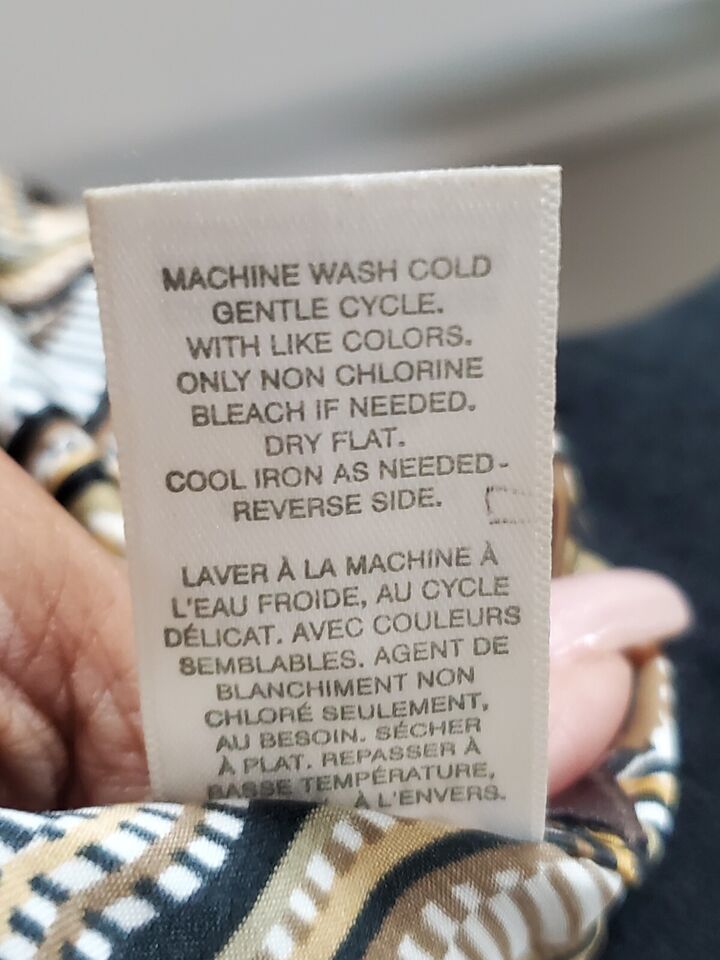 MACHINE WASH COLD
GENTLE CYCLE.
WITH LIKE COLORS.
ONLY NON CHLORINE
BLEACH IF NEEDED.
DRY FLAT.
COOL IRON AS NEEDED-
REVERSE SIDE.
LAVER À LA MACHINE À
L'EAU FROIDE, AU CYCLE
DÉLICAT. AVEC COULEURS
SEMBLABLES. AGENT DE
BLANCHIMENT NON
CHLORÉ SEULEMENT,
AU BESOIN. SÉCHER
À PLAT. REPASSER À
BASSE TEMPÉRATURE,
À L'ENVERS.